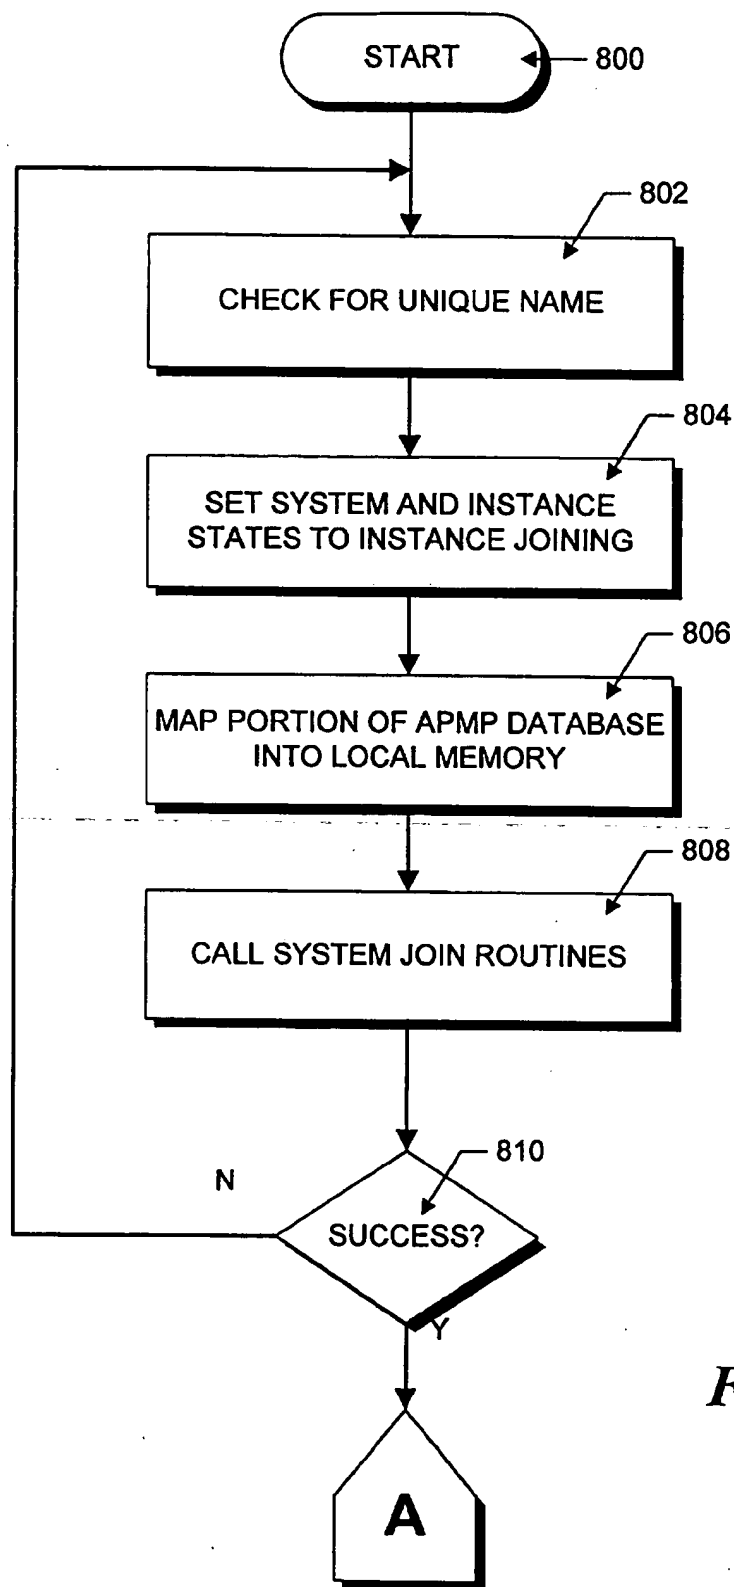 START
800
802
CHECK FOR UNIQUE NAME
804
SET SYSTEM AND INSTANCE
STATES TO INSTANCE JOINING
806
MAP PORTION OF APMP DATABASE
INTO LOCAL MEMORY
808
CALL SYSTEM JOIN ROUTINES
810
N
SUCCESS?
Y
A